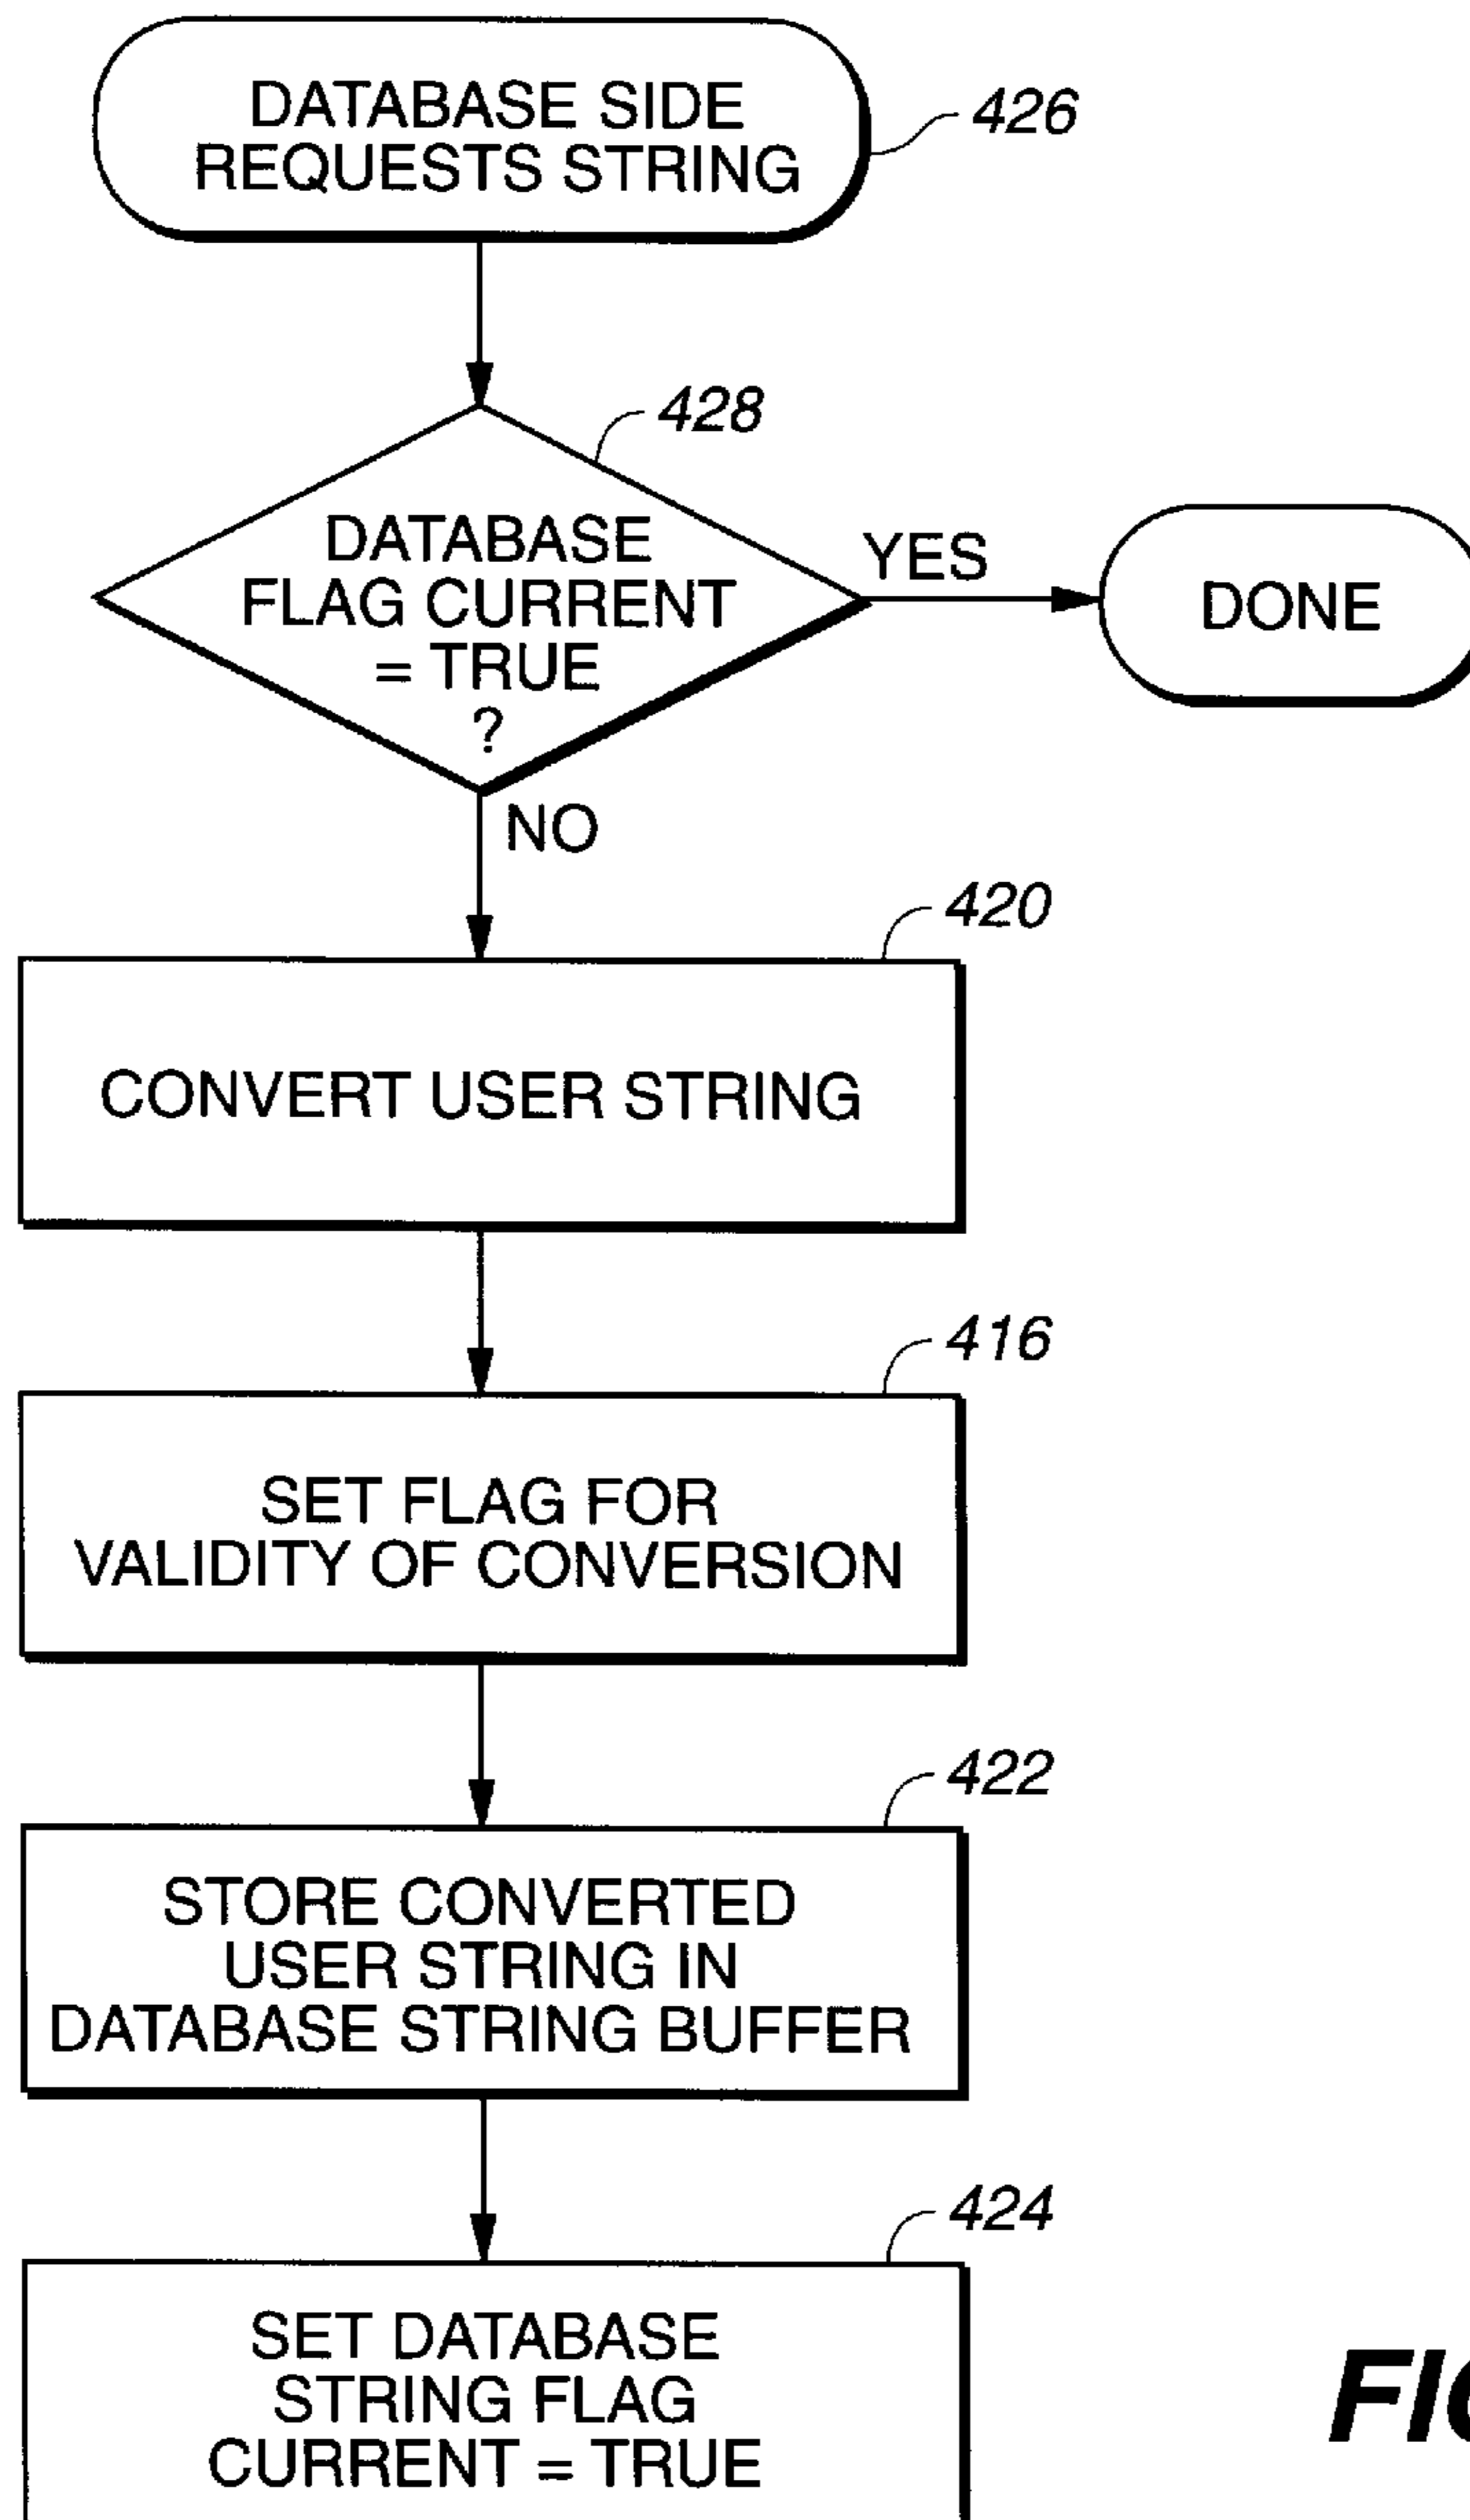 DATABASE SIDE
REQUESTS STRING
426
428
DATABASE
FLAG CURRENT
= TRUE
?
YES
DONE
NO
420
CONVERT USER STRING
416
SET FLAG FOR
VALIDITY OF CONVERSION
422
STORE CONVERTED
USER STRING IN
DATABASE STRING BUFFER
424
SET DATABASE
STRING FLAG
CURRENT = TRUE